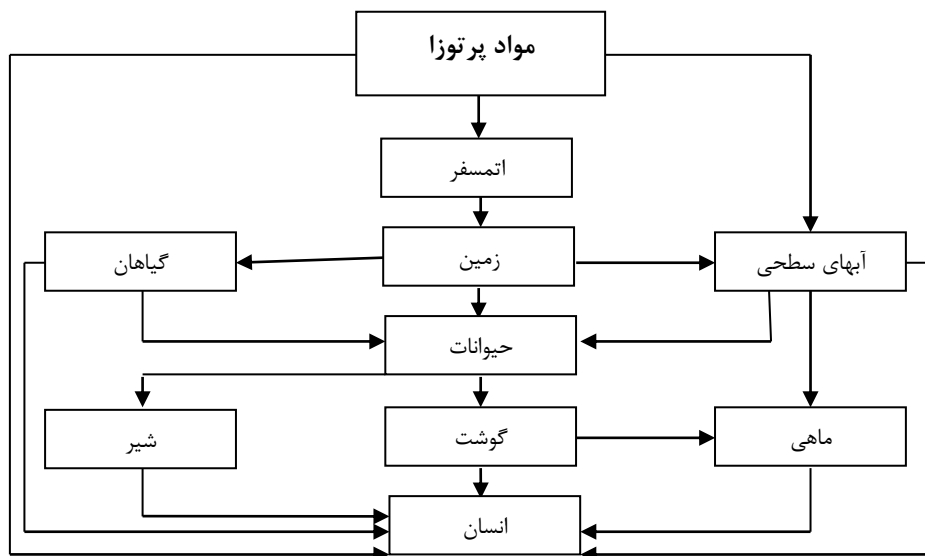 مواد پرتوزا
اتمسفر
آبهای سطحی
زمین
گیاهان
حیوانات
ماهی
گوشت
شیر
انسان